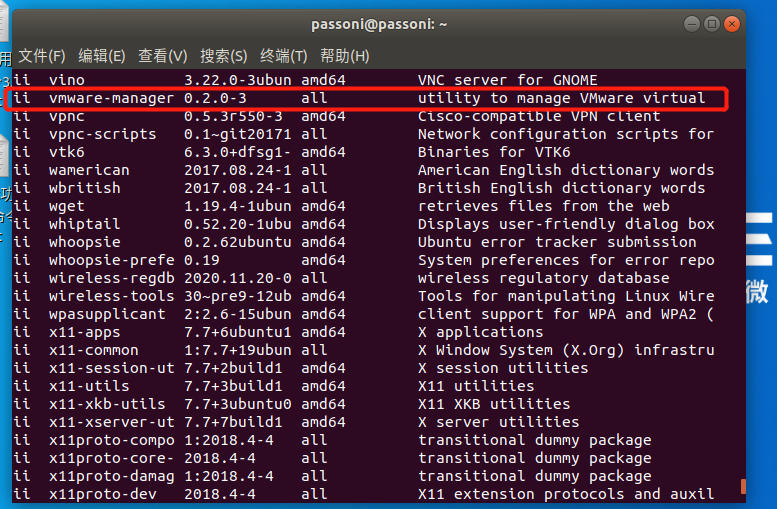 passoni@passoni: ~
文件(F) 编辑(E) 查看(V) 搜索(S) 终端(T) 帮助(H)
ii vino 3.22.0-3ubun amd64 VNC server for GNOME
ii vmware-manager 0.2.0-3 all utility to manage VMware virtual
ii vpnc 0.5.3r550-3 amd64 Cisco-compatible VPN client
ii vpnc-scripts 0.1~git20171 all Network configuration scripts for
ii vtk6 6.3.0+dfsg1- amd64 Binaries for VTK6
ii wamerican 2017.08.24-1 all American English dictionary words
ii wbritish 2017.08.24-1 all British English dictionary words
ii wget 1.19.4-1ubun amd64 retrieves files from the web
ii whiptail 0.52.20-1ubu amd64 Displays user-friendly dialog box
ii whoopsie 0.2.62ubuntu amd64 Ubuntu error tracker submission
ii whoopsie-prefe 0.19 amd64 System preferences for error repo
ii wireless-regdb 2020.11.20-0 all wireless regulatory database
ii wireless-tools 30~pre9-12ub amd64 Tools for manipulating Linux Wire
ii wpasupplicant 2:2.6-15ubun amd64 client support for WPA and WPA2 (
ii x11-apps 7.7+6ubuntu1 amd64 X applications
ii x11-common 1:7.7+19ubun all X Window System (X.Org) infrastru
ii x11-session-ut 7.7+2build1 amd64 X session utilities
ii x11-utils 7.7+3build1 amd64 X11 utilities
ii x11-xkb-utils 7.7+3ubuntu0 amd64 X11 XKB utilities
ii x11-xserver-ut 7.7+7build1 amd64 X server utilities
ii x11proto-compo 1:2018.4-4 all transitional dummy package
ii x11proto-core- 2018.4-4 all transitional dummy package
ii x11proto-damag 1:2018.4-4 all transitional dummy package
ii x11proto-dev 2018.4-4 all X11 extension protocols and auxil
用
功
微